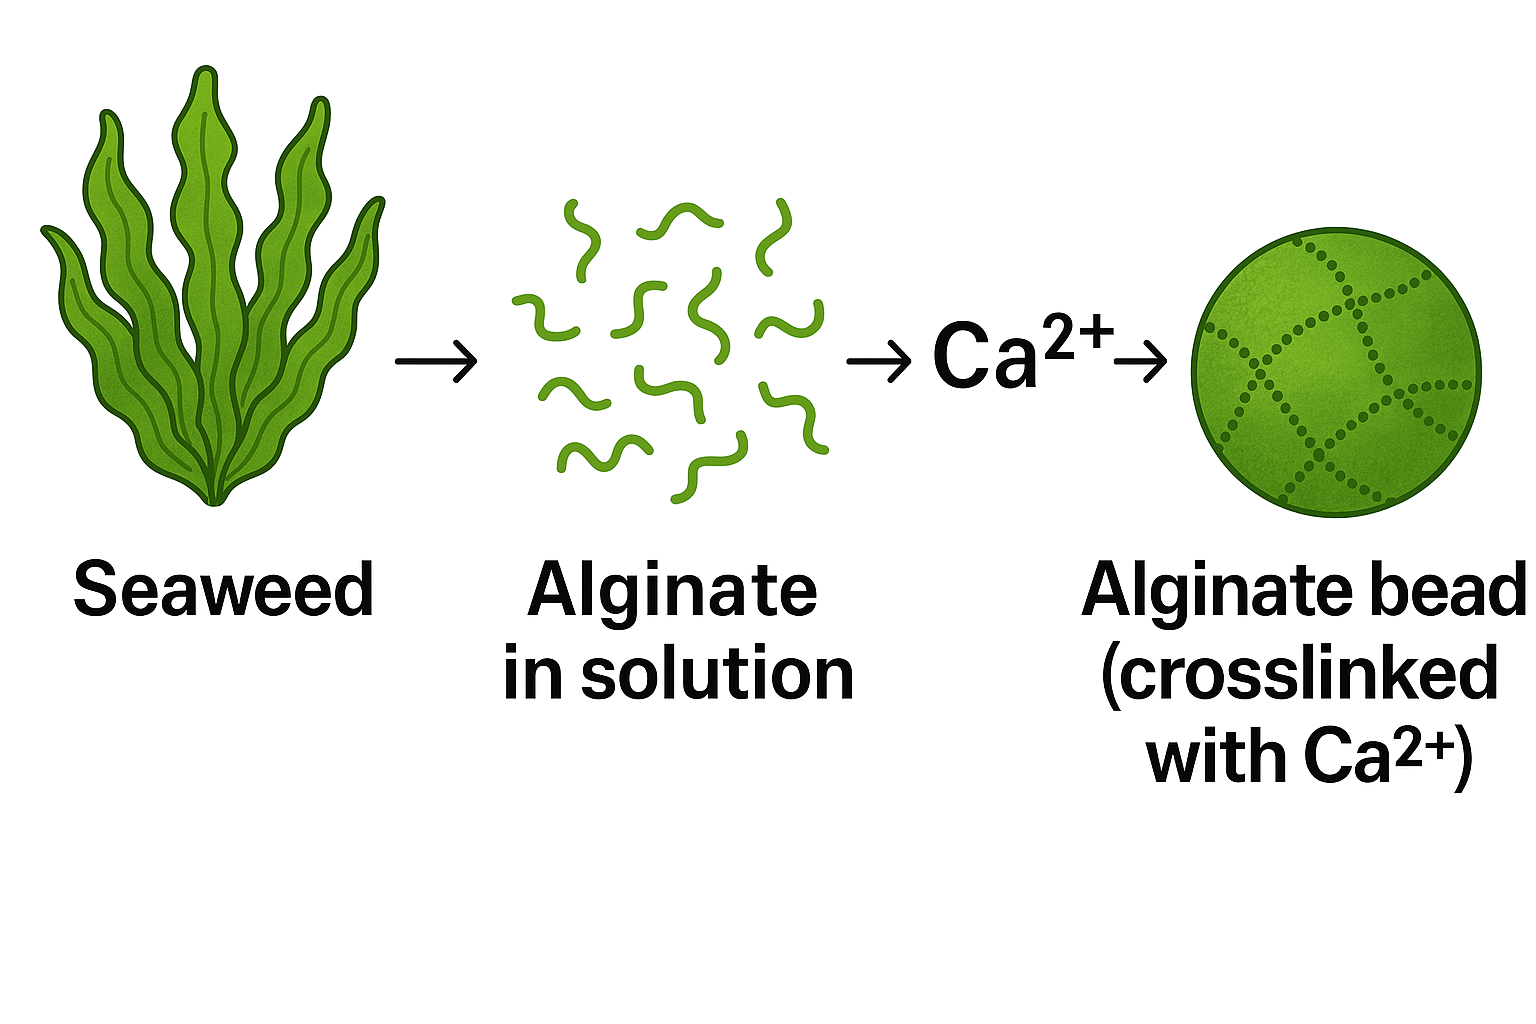 Ca²⁺
Seaweed
Alginate
in solution
Alginate bead
(crosslinked
with Ca²⁺)